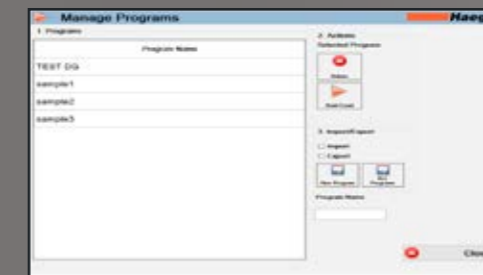 Manage Programs
Haeg
1. Programs
Program Name
TEST DG
sample1
sample2
sample3
2. Actions
Selected Program
Delete
3. Import/Export
Import
Export
Program Name
Close